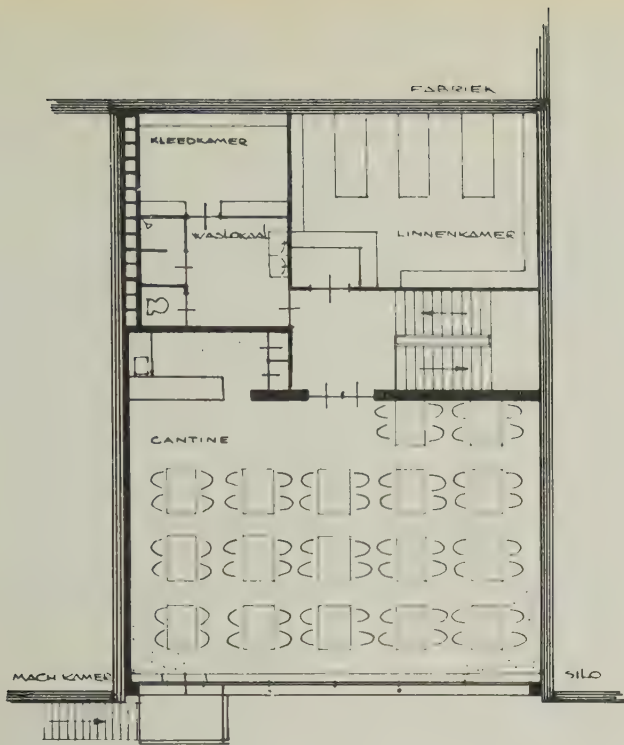 FABRIEK
KLEEDKAMER
WASLOKAAL
LINNENKAMER
CANTINE
MACH KAMER
SILO